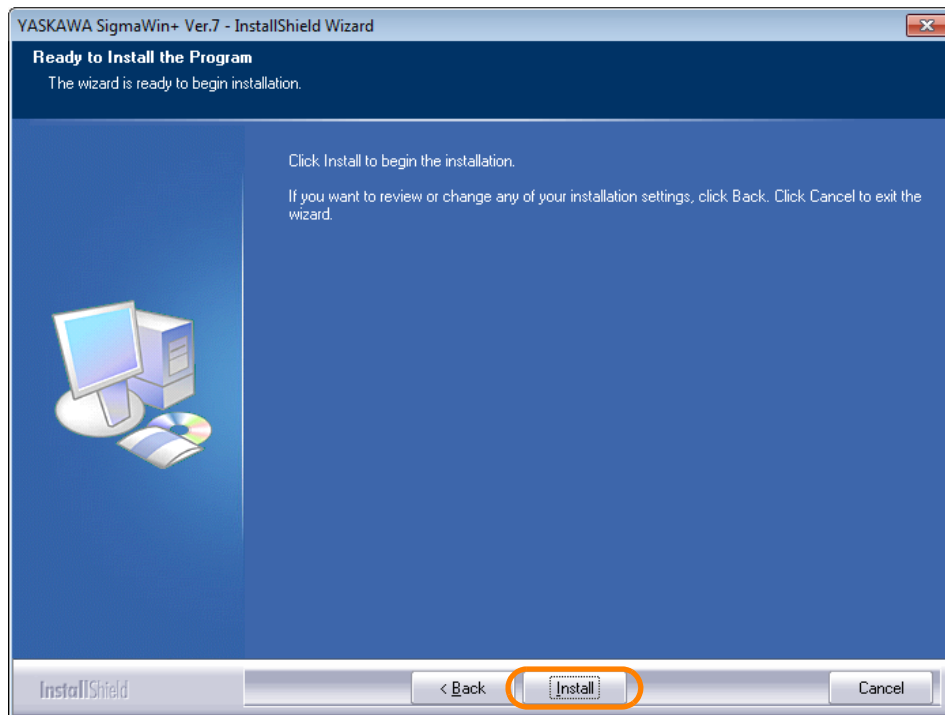 YASKAWA SigmaWin+ Ver.7 - InstallShield Wizard
Ready to Install the Program
The wizard is ready to begin installation.
Click Install to begin the installation.
If you want to review or change any of your installation settings, click Back. Click Cancel to exit the
wizard.
InstallShield
< Back
Install
Cancel